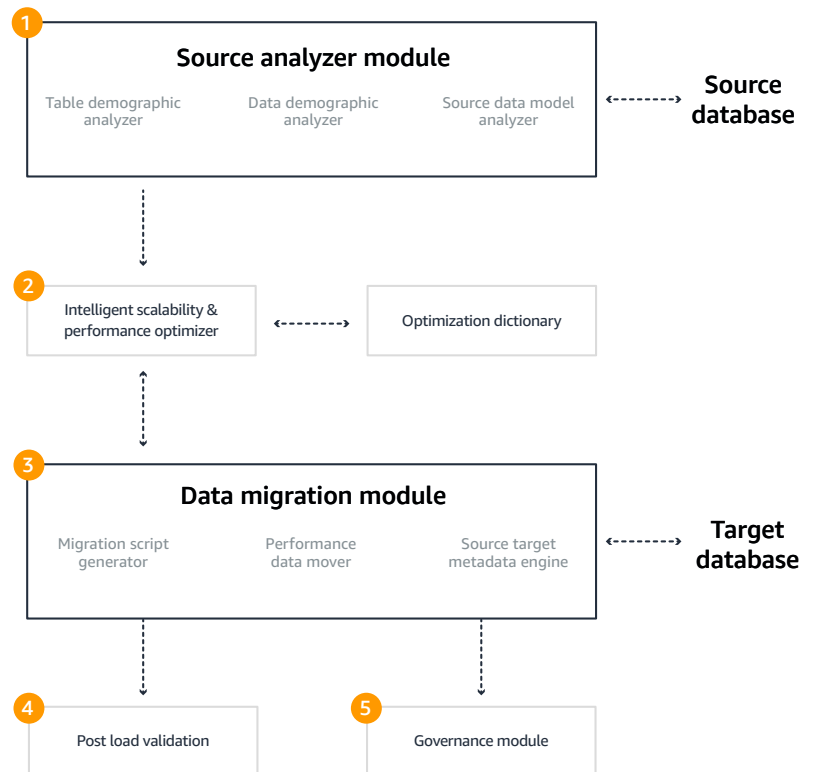 1
Source analyzer module
Table demographic
analyzer
Data demographic
analyzer
Source data model
analyzer
Source
database
2
Intelligent scalability &
performance optimizer
Optimization dictionary
3
Data migration module
Migration script
generator
Performance
data mover
Source target
metadata engine
Target
database
4
Post load validation
5
Governance module